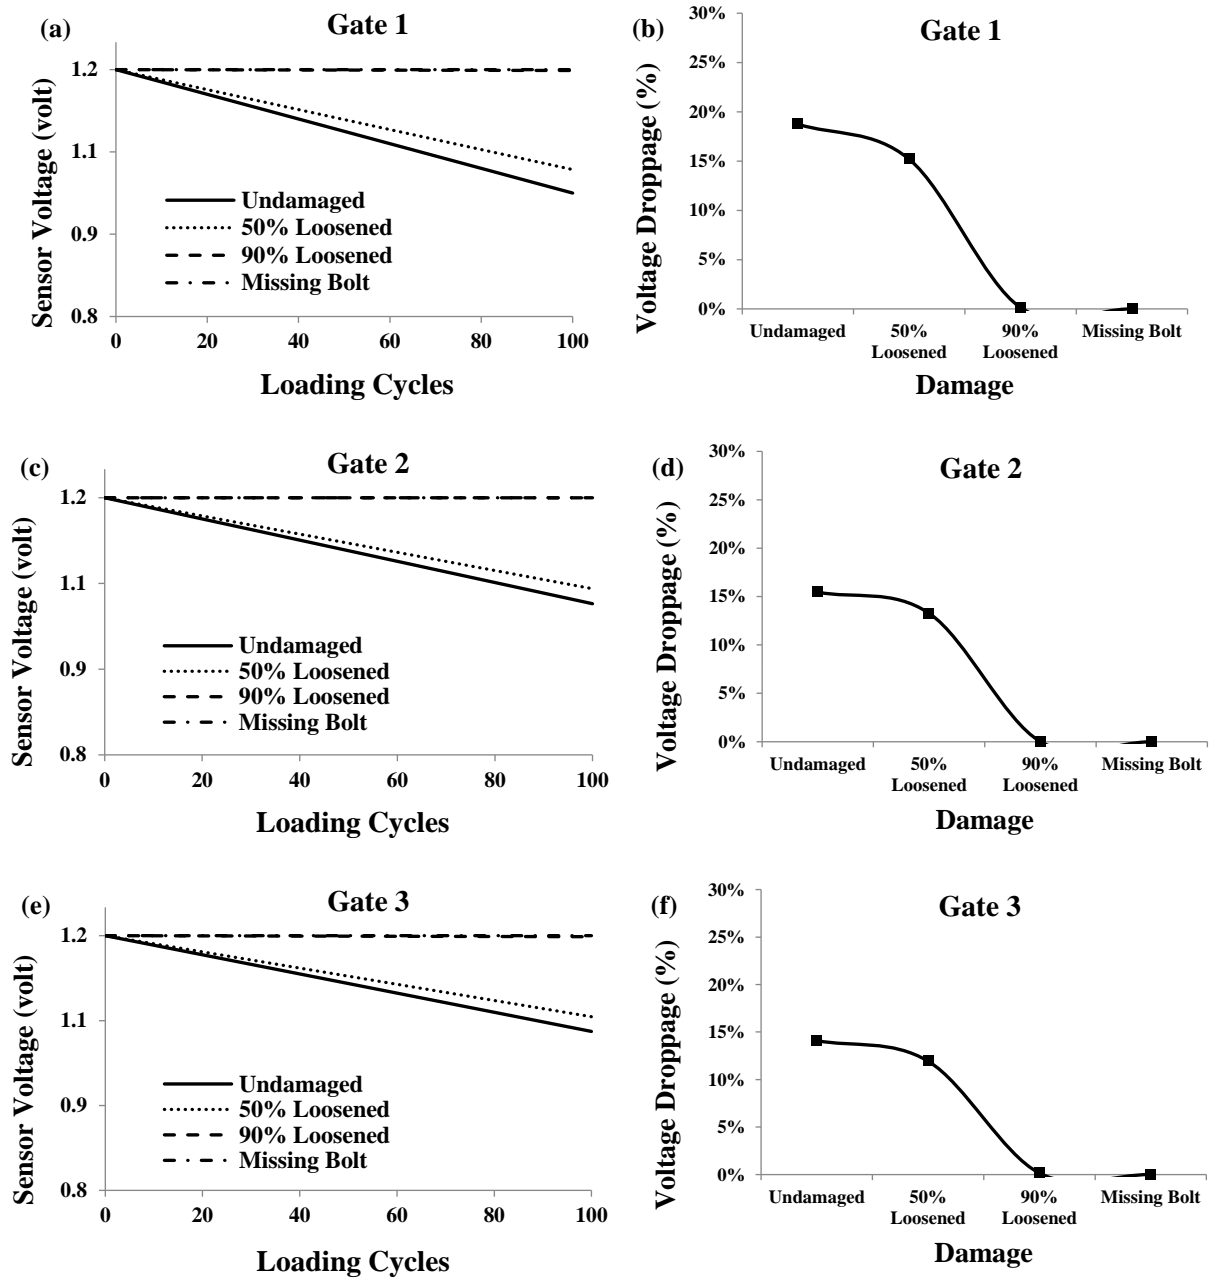 (a)
Gate 1
Sensor Voltage (volt)
1.2
1.1
0.9
0.8
Undamaged
50% Loosened
90% Loosened
Missing Bolt
0 20 40 60 80 100
Loading Cycles
(b)
Gate 1
Voltage Droppage (%)
30%
25%
20%
15%
10%
5%
0%
Undamaged 50% 90% Missing Bolt
Loosened Loosened
Damage
(c)
Gate 2
Sensor Voltage (volt)
1.2
1.1
0.9
0.8
Undamaged
50% Loosened
90% Loosened
Missing Bolt
0 20 40 60 80 100
Loading Cycles
(d)
Gate 2
Voltage Droppage (%)
30%
25%
20%
15%
10%
5%
0%
Undamaged 50% 90% Missing Bolt
Loosened Loosened
Damage
(e)
Gate 3
Sensor Voltage (volt)
1.2
1.1
0.9
0.8
Undamaged
50% Loosened
90% Loosened
Missing Bolt
0 20 40 60 80 100
Loading Cycles
(f)
Gate 3
Voltage Droppage (%)
30%
25%
20%
15%
10%
5%
0%
Undamaged 50% 90% Missing Bolt
Loosened Loosened
Damage